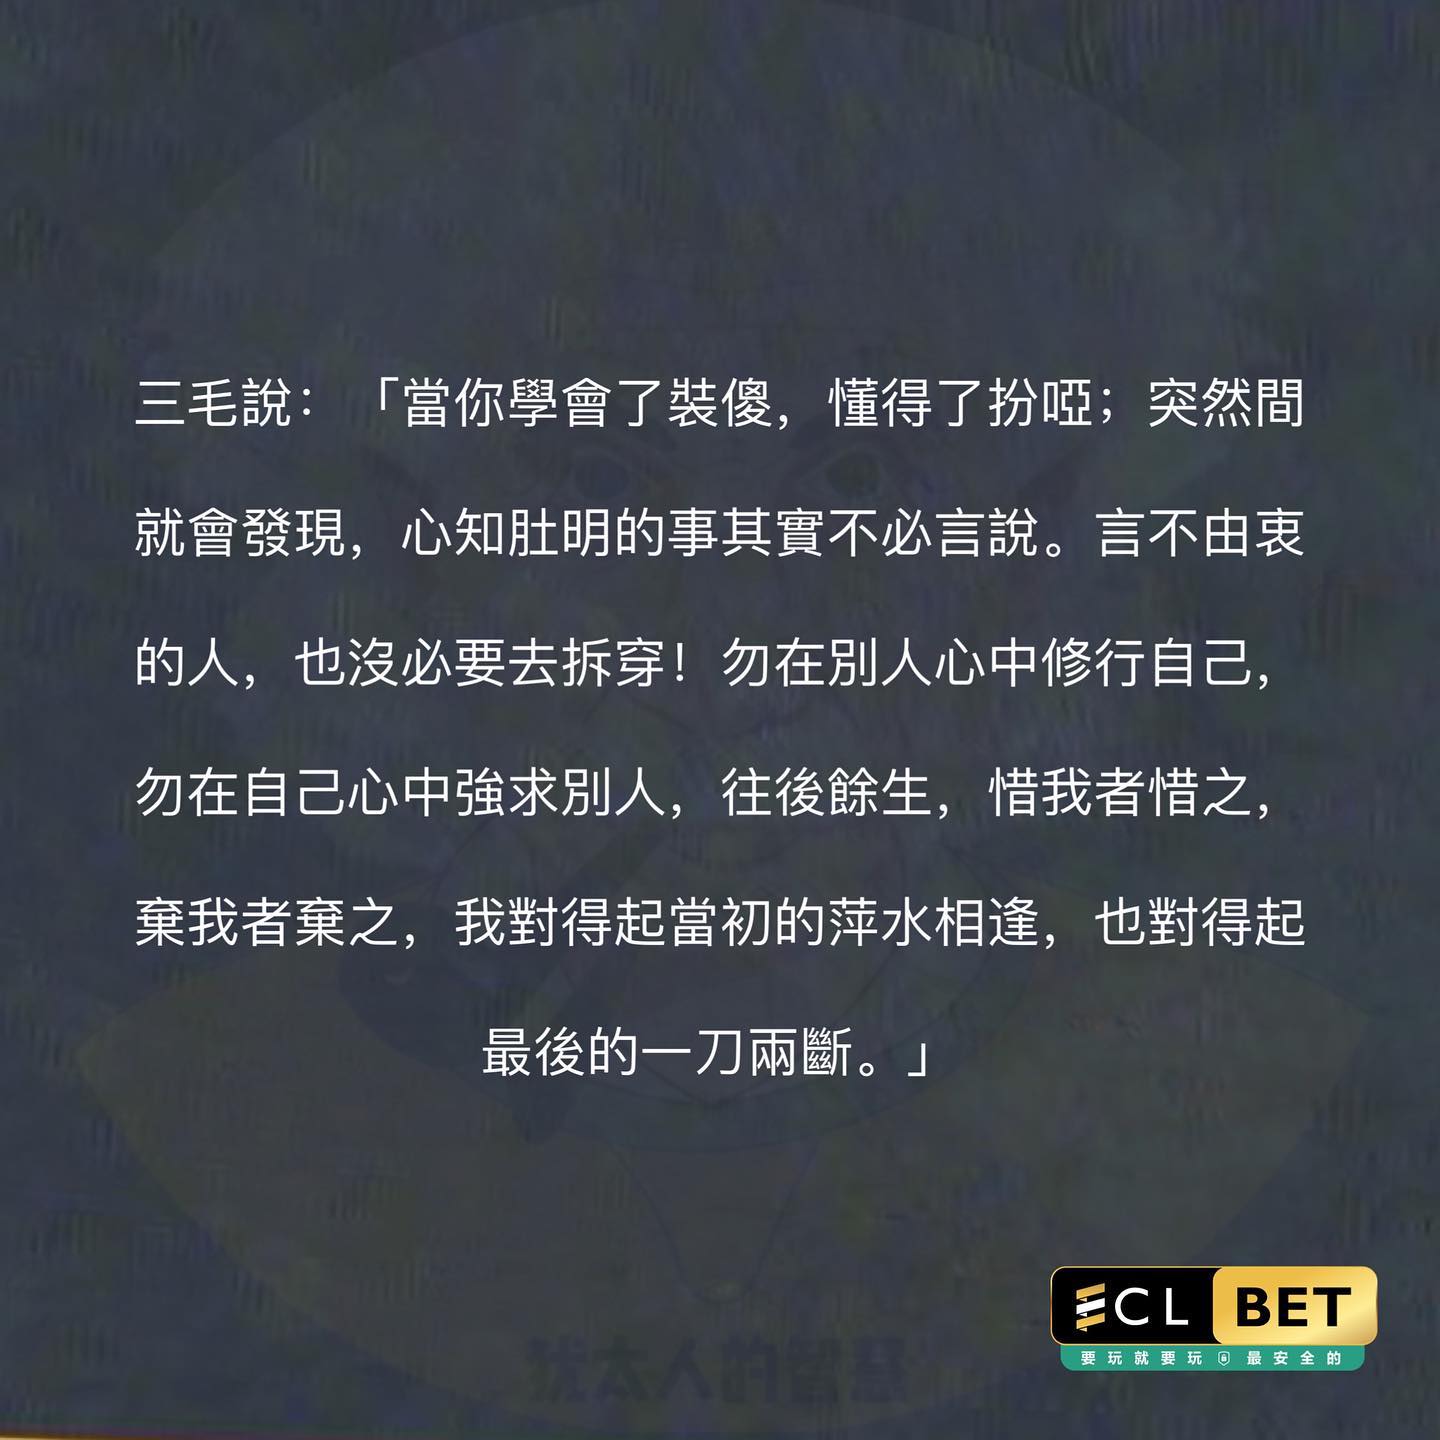 三毛說：「當你學會了裝傻，懂得了扮啞；突然間
就會發現，心知肚明的事其實不必言說。言不由衷
的人，也沒必要去拆穿！勿在別人心中修行自己，
勿在自己心中強求別人，往後餘生，惜我者惜之，
棄我者棄之，我對得起當初的萍水相逢，也對得起
最後的一刀兩斷。」
ECL BET
要玩就要玩 最安全的
猶太人的智慧